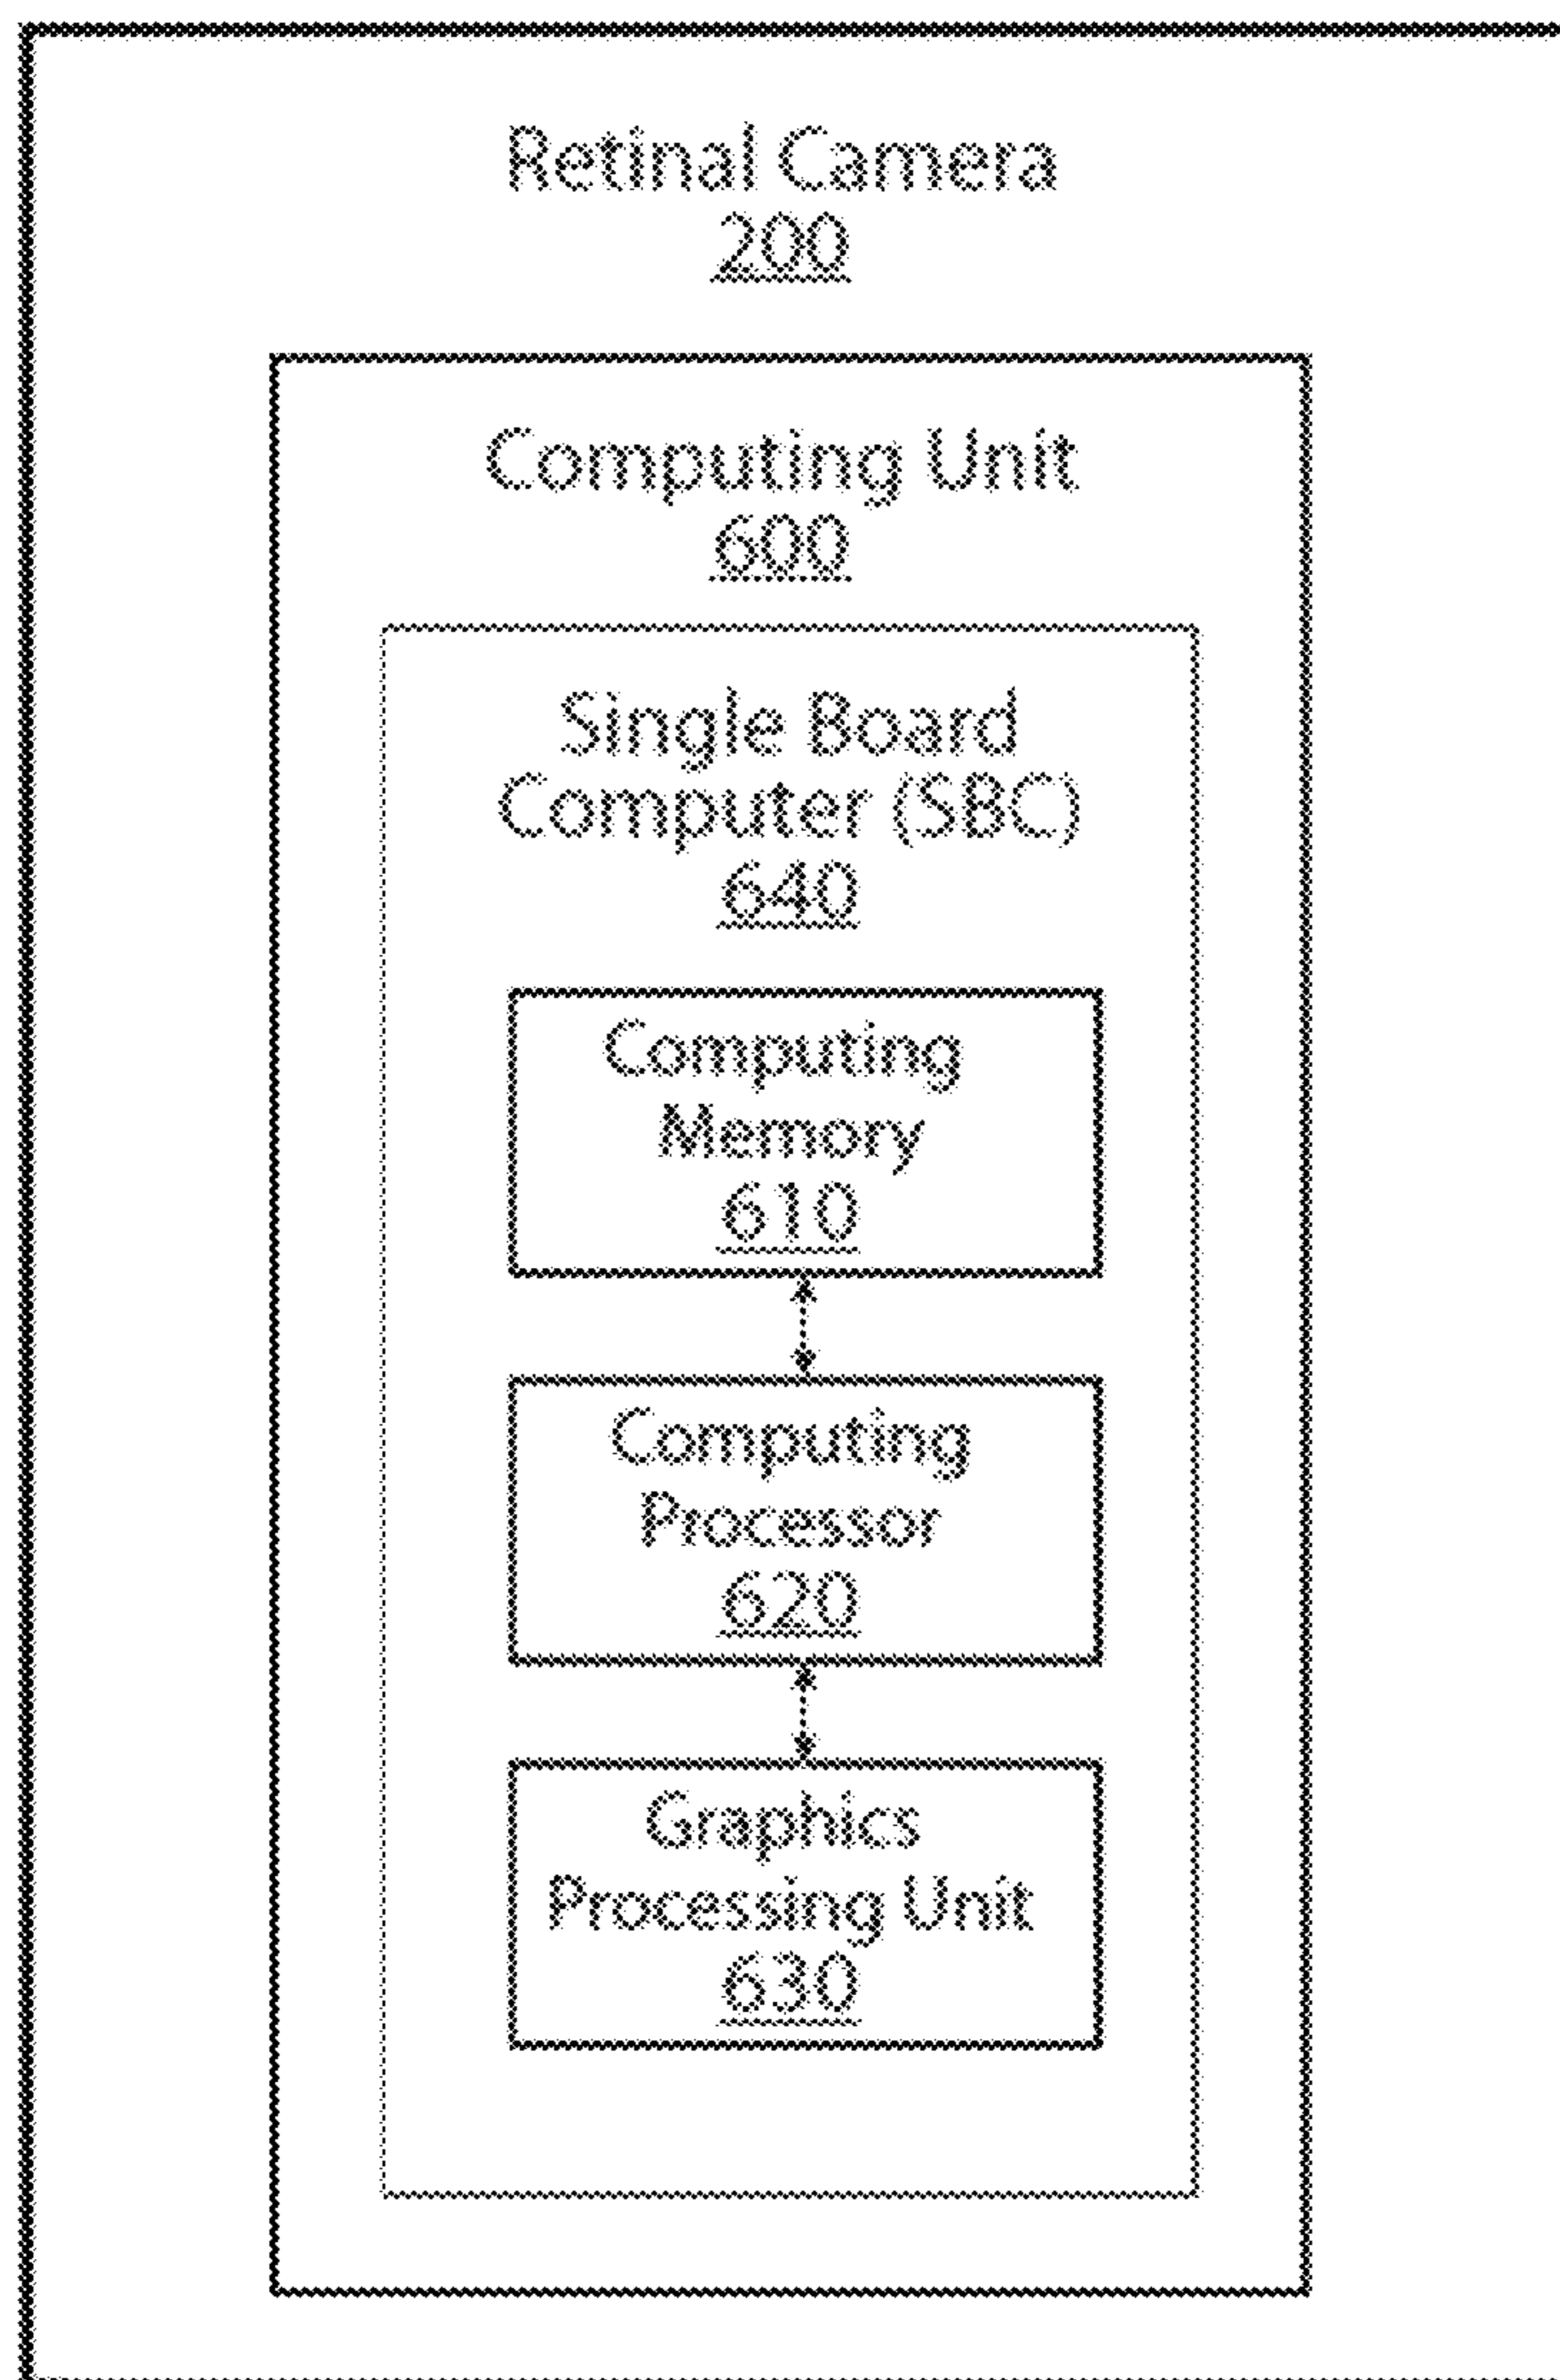 Retinal Camera
200
Computing Unit
600
Single Board
Computer (SBC)
640
Computing
Memory
610
Computing
Processor
620
Graphics
Processing Unit
630